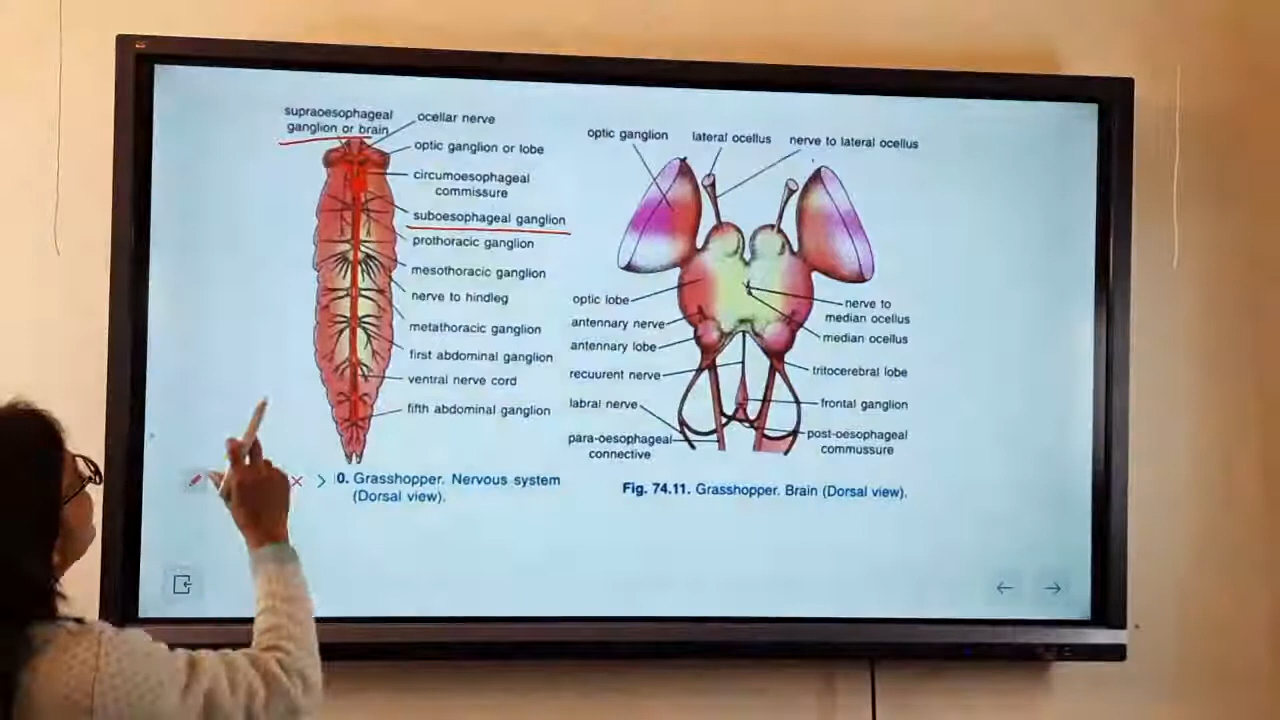 supraoesophageal
ganglion or brain
ocellar nerve
optic ganglion or lobe
circumoesophageal
commissure
suboesophageal ganglion
prothoracic ganglion
mesothoracic ganglion
nerve to hindleg
metathoracic ganglion
first abdominal ganglion
ventral nerve cord
fifth abdominal ganglion
0. Grasshopper. Nervous system
(Dorsal view).
optic ganglion
lateral ocellus
nerve to lateral ocellus
optic lobe
antennary nerve
antennary lobe
recuurent nerve
labral nerve
para-oesophageal
connective
nerve to
median ocellus
median ocellus
tritocerebral lobe
frontal ganglion
post-oesophageal
commussure
Fig. 74.11. Grasshopper. Brain (Dorsal view).